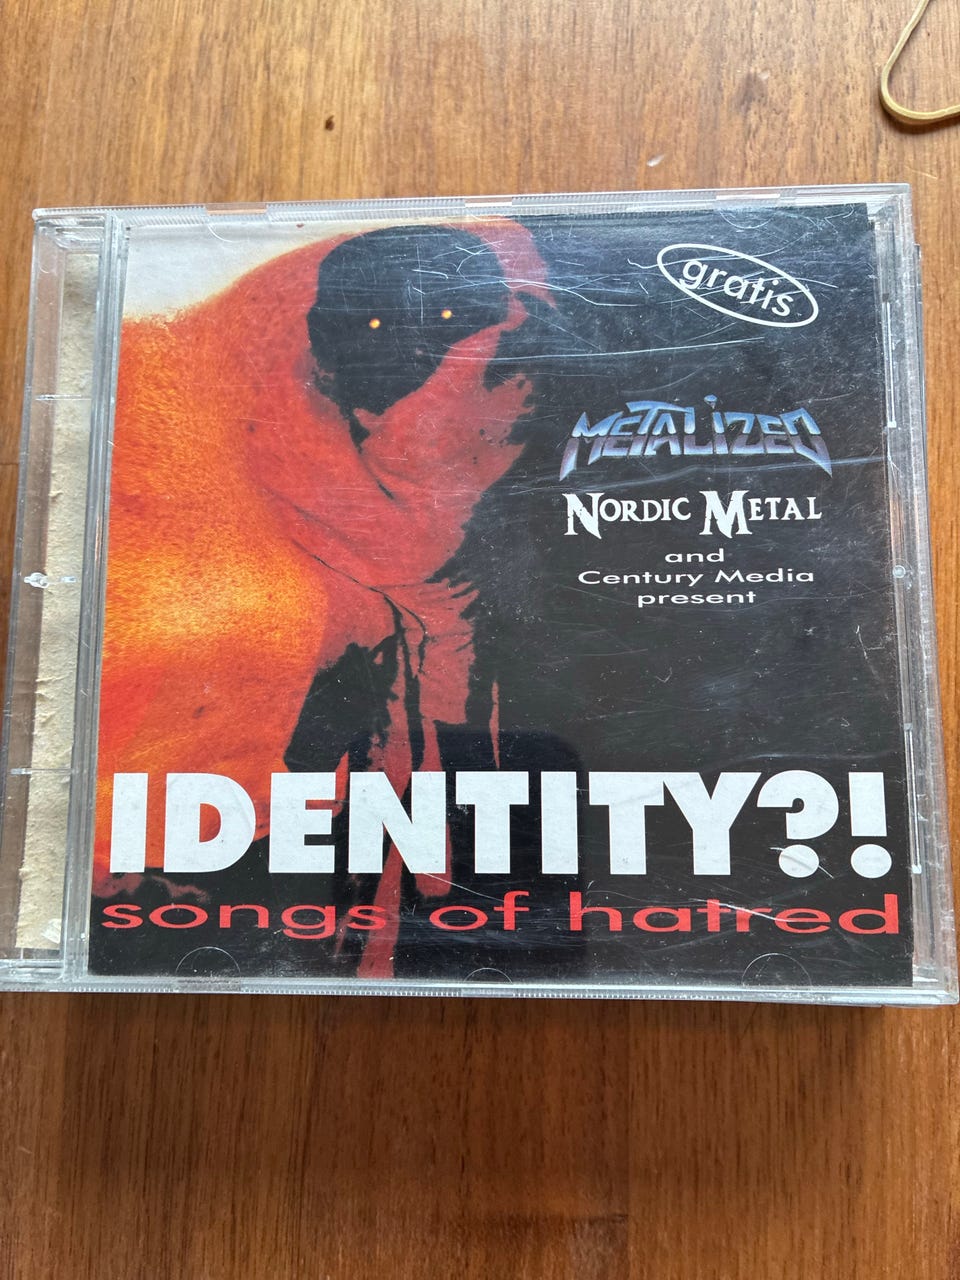 gratis
METALIZED
NORDIC METAL
and
Century Media
present
IDENTITY?!
songs of hatred